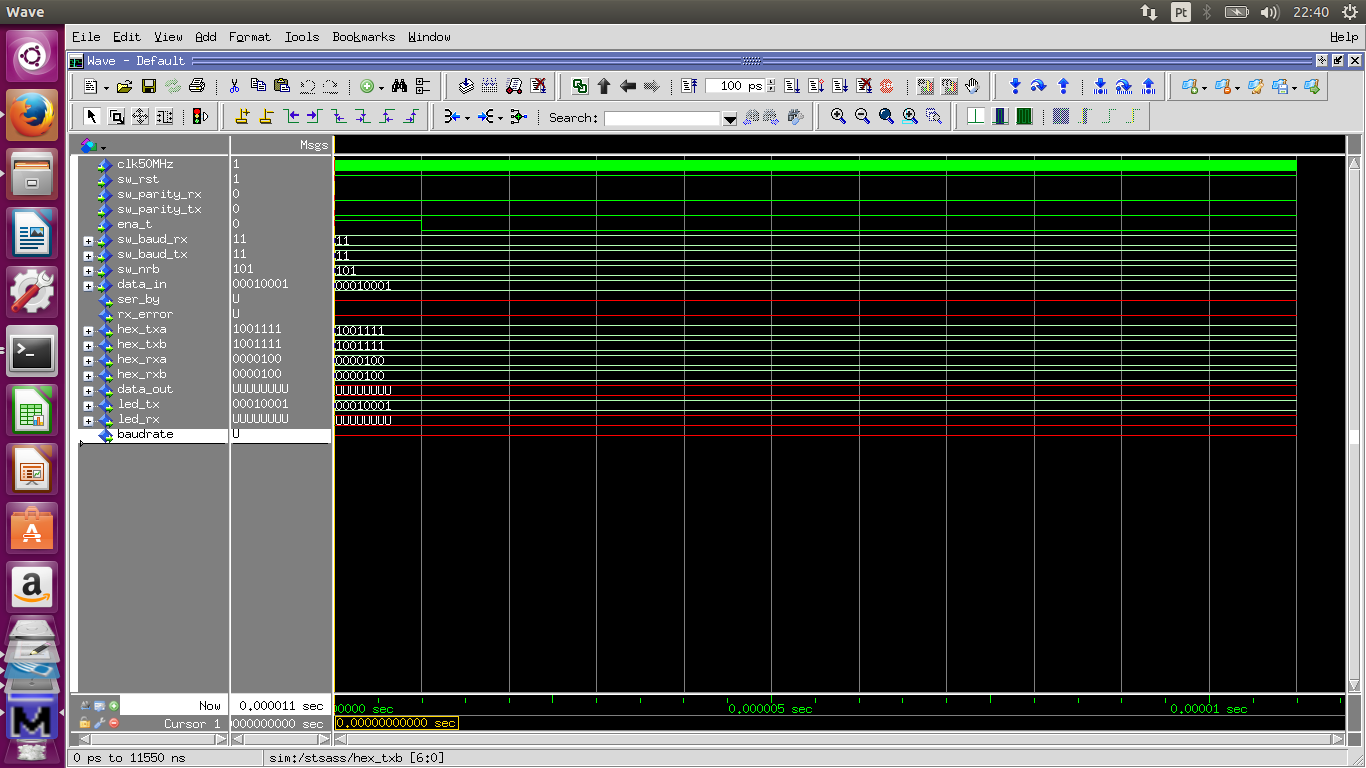 Wave
Pt
22:40
File Edit View Add Format Tools Bookmarks Window Help
Wave - Default
100 ps
Search:
Msgs
clk50MHz 1
sw_rst 1
sw_parity_rx 0
sw_parity_tx 0
ena_t 0
sw_baud_rx 11 11
sw_baud_tx 11 11
sw_nrb 101 101
data_in 00010001 00010001
ser_by U
rx_error U
hex_txa 1001111 1001111
hex_txb 1001111 1001111
hex_rxa 0000100 0000100
hex_rxb 0000100 0000100
data_out UUUUUUUU UUUUUUUU
led_tx 00010001 00010001
led_rx UUUUUUUU UUUUUUUU
baudrate U
Now 0.000011 sec 00000 sec 0.000005 sec 0.00001 sec
Cursor 1 000000000 sec 0.00000000000 sec
0 ps to 11550 ns sim:/stsass/hex_txb [6:0]